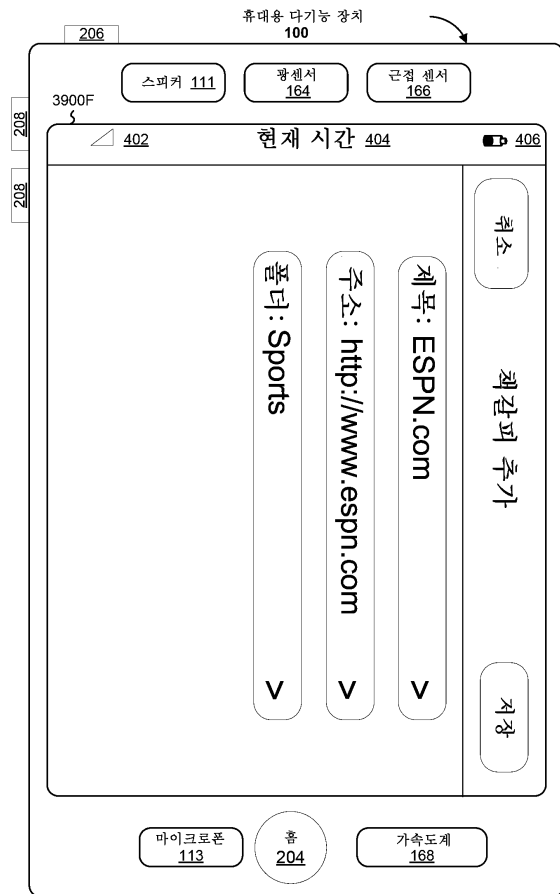 휴대용 다기능 장치
100
206
스피커 111
광센서
164
근접 센서
166
3900F
208
208
402
현재 시간 404
406
취소
책갈피 추가
저장
제목: ESPN.com >
주소: http://www.espn.com >
폴더: Sports >
마이크로폰
113
홈
204
가속도계
168